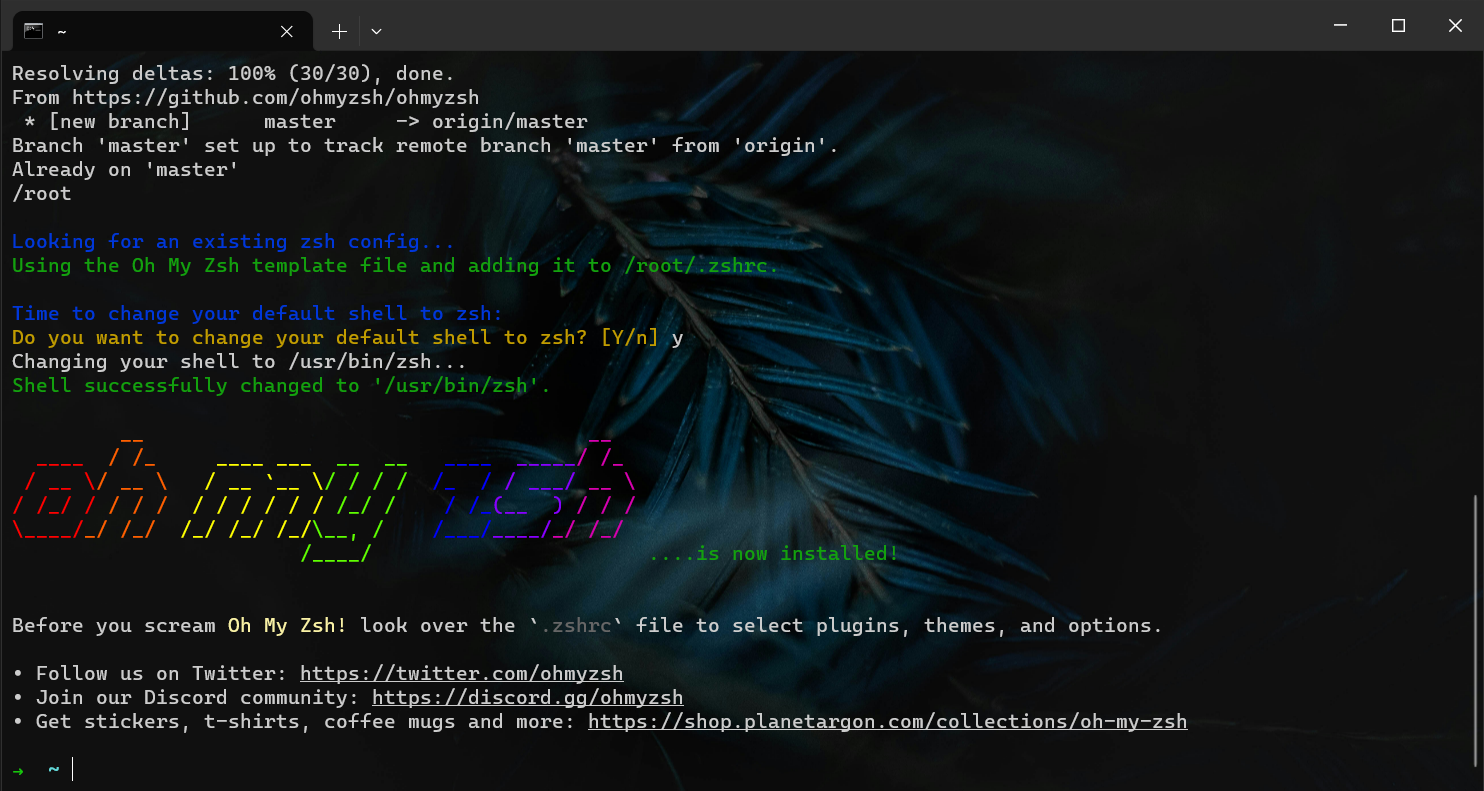 ~
Resolving deltas: 100% (30/30), done.
From https://github.com/ohmyzsh/ohmyzsh
 * [new branch]      master     -> origin/master
Branch 'master' set up to track remote branch 'master' from 'origin'.
Already on 'master'
/root
Looking for an existing zsh config...
Using the Oh My Zsh template file and adding it to /root/.zshrc.
Time to change your default shell to zsh:
Do you want to change your default shell to zsh? [Y/n] y
Changing your shell to /usr/bin/zsh...
Shell successfully changed to '/usr/bin/zsh'.
oh my zsh
....is now installed!
Before you scream Oh My Zsh! look over the `.zshrc` file to select plugins, themes, and options.
• Follow us on Twitter: https://twitter.com/ohmyzsh
• Join our Discord community: https://discord.gg/ohmyzsh
• Get stickers, t-shirts, coffee mugs and more: https://shop.planetargon.com/collections/oh-my-zsh
→ ~